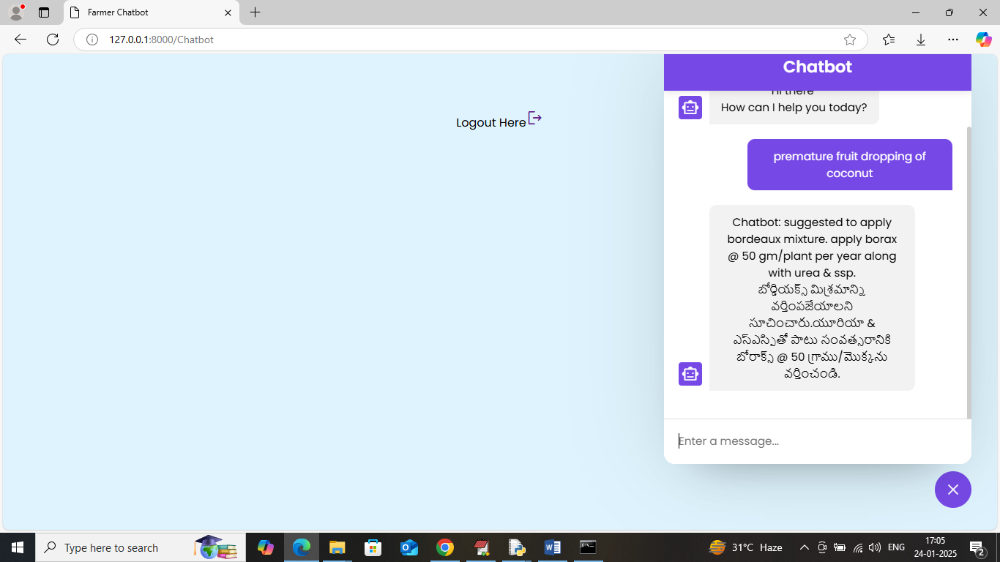 Farmer Chatbot
127.0.0.1:8000/Chatbot
Chatbot
Hi there
How can I help you today?
Logout Here
premature fruit dropping of
coconut
Chatbot: suggested to apply
bordeaux mixture. apply borax
@ 50 gm/plant per year along
with urea & ssp.
బోర్డియక్స్ మిశ్రమాన్ని
వర్తింపజేయాలని
సూచించారు.యూరియా &
ఎస్ఎస్పితో పాటు సంవత్సరానికి
బోరాక్స్ @ 50 గ్రాము/మొక్కను
వర్తించండి.
Enter a message...
Type here to search
31°C Haze
ENG
17:05
24-01-2025
2